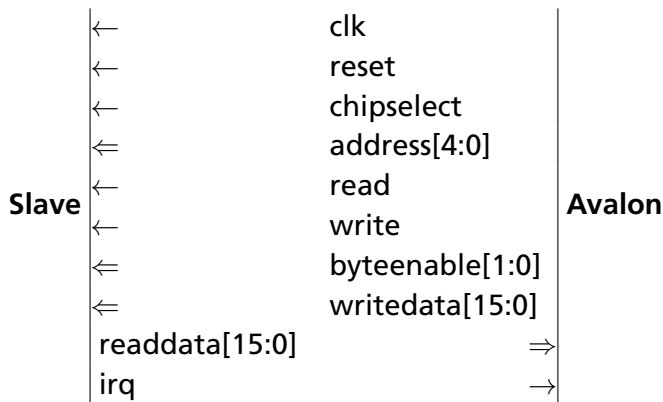 ← clk
← reset
← chipselect
⇐ address[4:0]
← read
Slave Avalon
← write
⇐ byteenable[1:0]
⇐ writedata[15:0]
readdata[15:0] ⇒
irq →